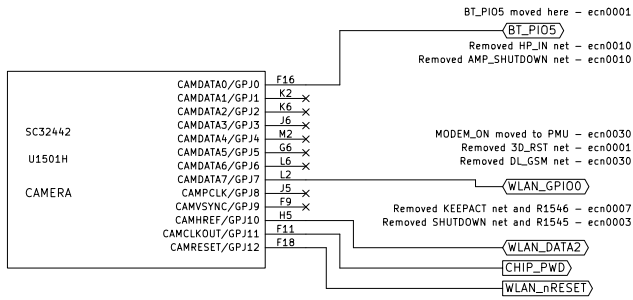 BT_PIO5 moved here – ecn0001
BT_PIO5
Removed HP_IN net – ecn0010
Removed AMP_SHUTDOWN net – ecn0010
CAMDATA0/GPJ0 F16
CAMDATA1/GPJ1 K2
CAMDATA2/GPJ2 K6
CAMDATA3/GPJ3 J6
SC32442
CAMDATA4/GPJ4 M2
MODEM_ON moved to PMU – ecn0030
CAMDATA5/GPJ5 G6
Removed 3D_RST net – ecn0001
U1501H
CAMDATA6/GPJ6 L6
Removed DL_GSM net – ecn0030
CAMDATA7/GPJ7 L2
WLAN_GPIO0
CAMERA
CAMPCLK/GPJ8 J5
CAMVSYNC/GPJ9 F9
Removed KEEPACT net and R1546 – ecn0007
CAMHREF/GPJ10 H5
Removed SHUTDOWN net and R1545 – ecn0003
CAMCLKOUT/GPJ11 F11
CAMRESET/GPJ12 F18
WLAN_DATA2
CHIP_PWD
WLAN_nRESET